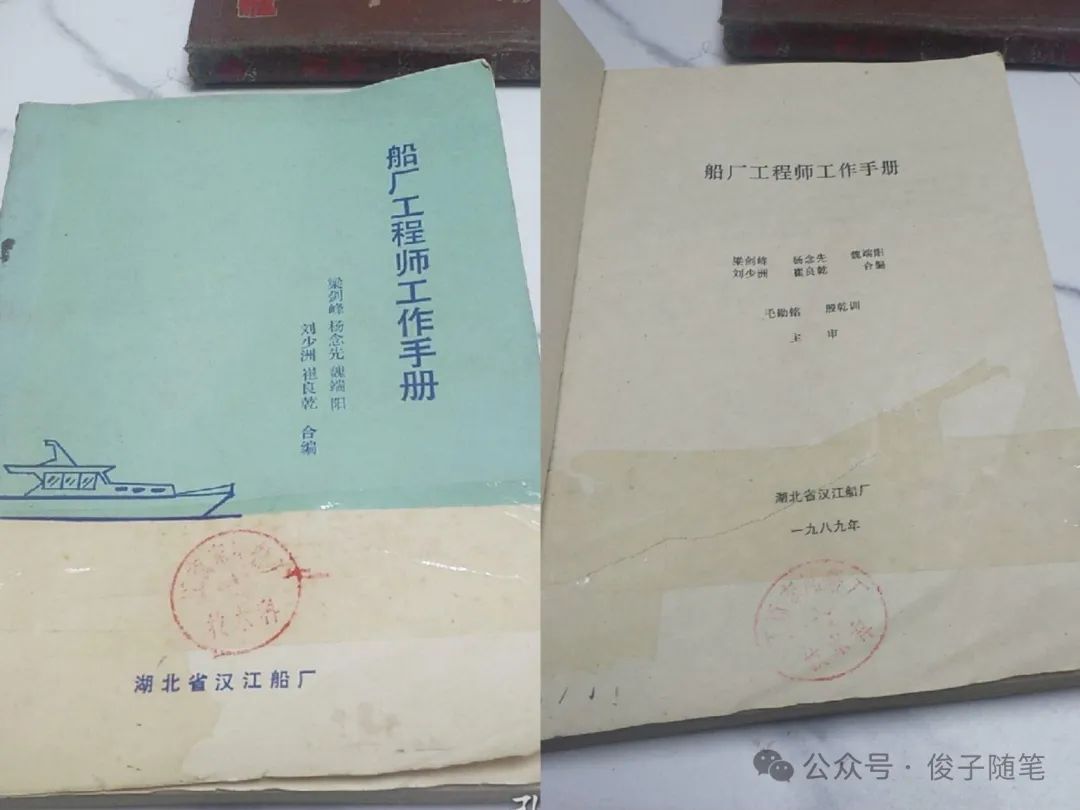 船厂工程师工作手册
梁剑峰 杨念先 魏端阳
刘少洲 崔良乾 合编
技术科
湖北省汉江船厂
船厂工程师工作手册
梁剑峰 杨念先 魏端阳
刘少洲 崔良乾 合编
毛勋铭 殷乾训
主审
湖北省汉江船厂
一九八九年
公众号·俊子随笔